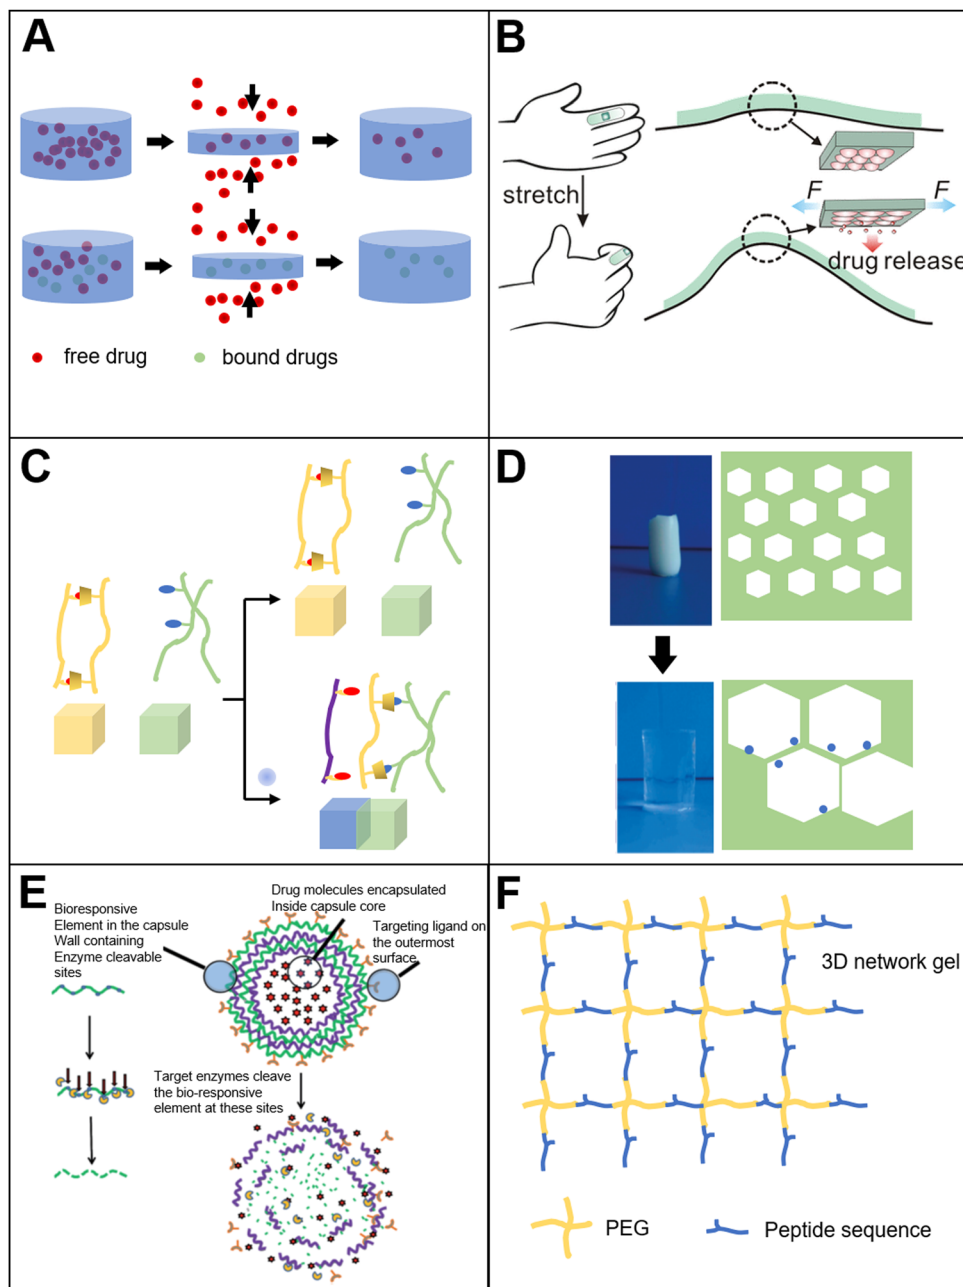 A
free drug
bound drugs
B
stretch
F
F
drug release
C
D
E
Bioresponsive
Element in the capsule
Wall containing
Enzyme cleavable
sites
Drug molecules encapsulated
Inside capsule core
Targeting ligand on
the outermost
surface
Target enzymes cleave
the bio-responsive
element at these sites
F
3D network gel
PEG
Peptide sequence